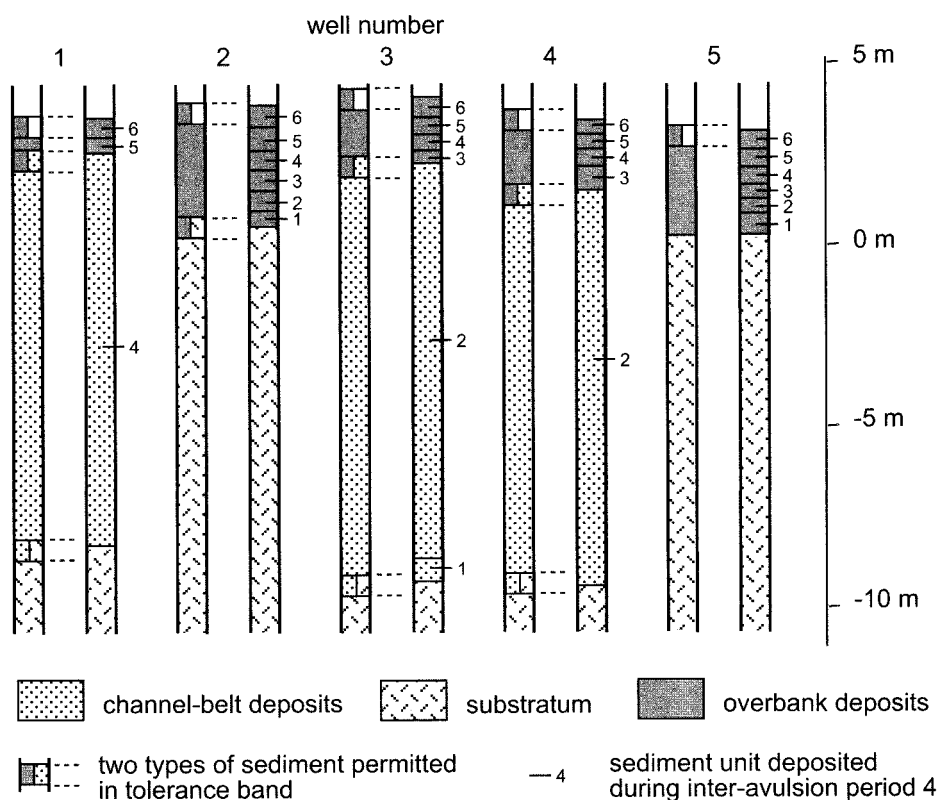 well number
1 2 3 4 5
5 m
0 m
-5 m
-10 m
6
5
4
6
5
4
3
2
1
6
5
4
3
2
1
6
5
4
3
2
6
5
4
3
2
1
channel-belt deposits
substratum
overbank deposits
two types of sediment permitted
in tolerance band
4
sediment unit deposited
during inter-avulsion period 4